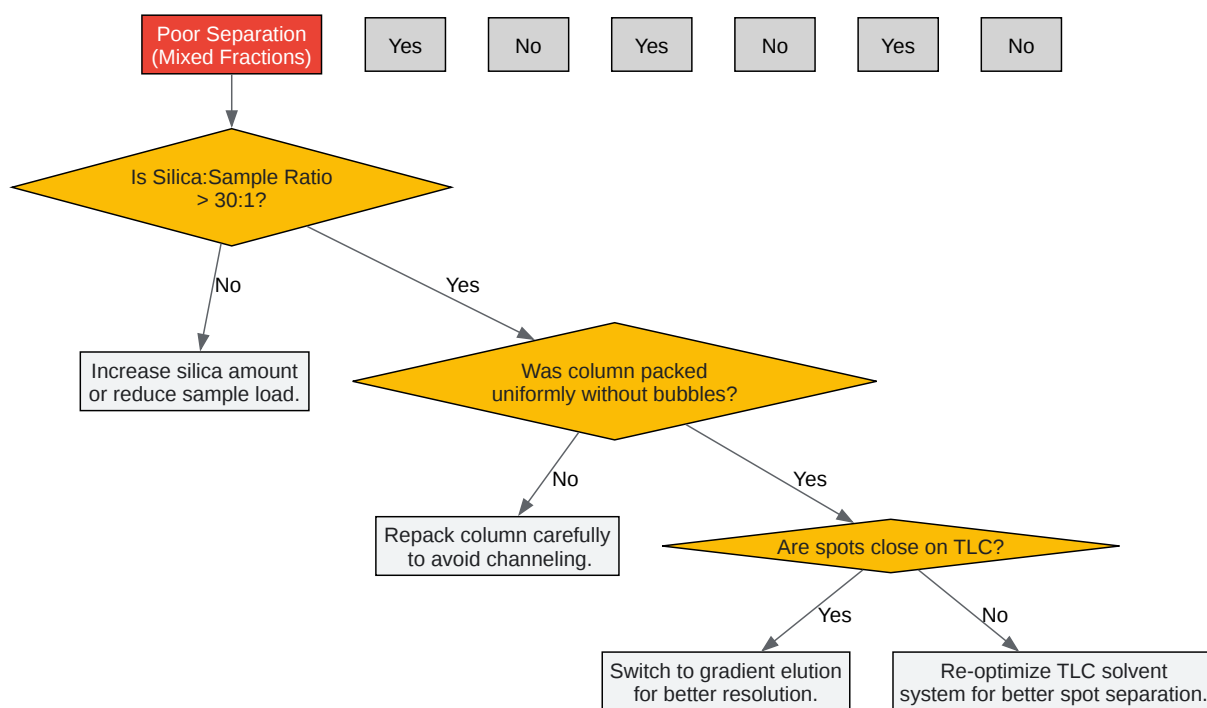 Poor Separation
(Mixed Fractions)
Yes
No
Yes
No
Yes
No
Is Silica:Sample Ratio
> 30:1?
No
Yes
Increase silica amount
or reduce sample load.
Was column packed
uniformly without bubbles?
No
Yes
Repack column carefully
to avoid channeling.
Are spots close on TLC?
Yes
No
Switch to gradient elution
for better resolution.
Re-optimize TLC solvent
system for better spot separation.